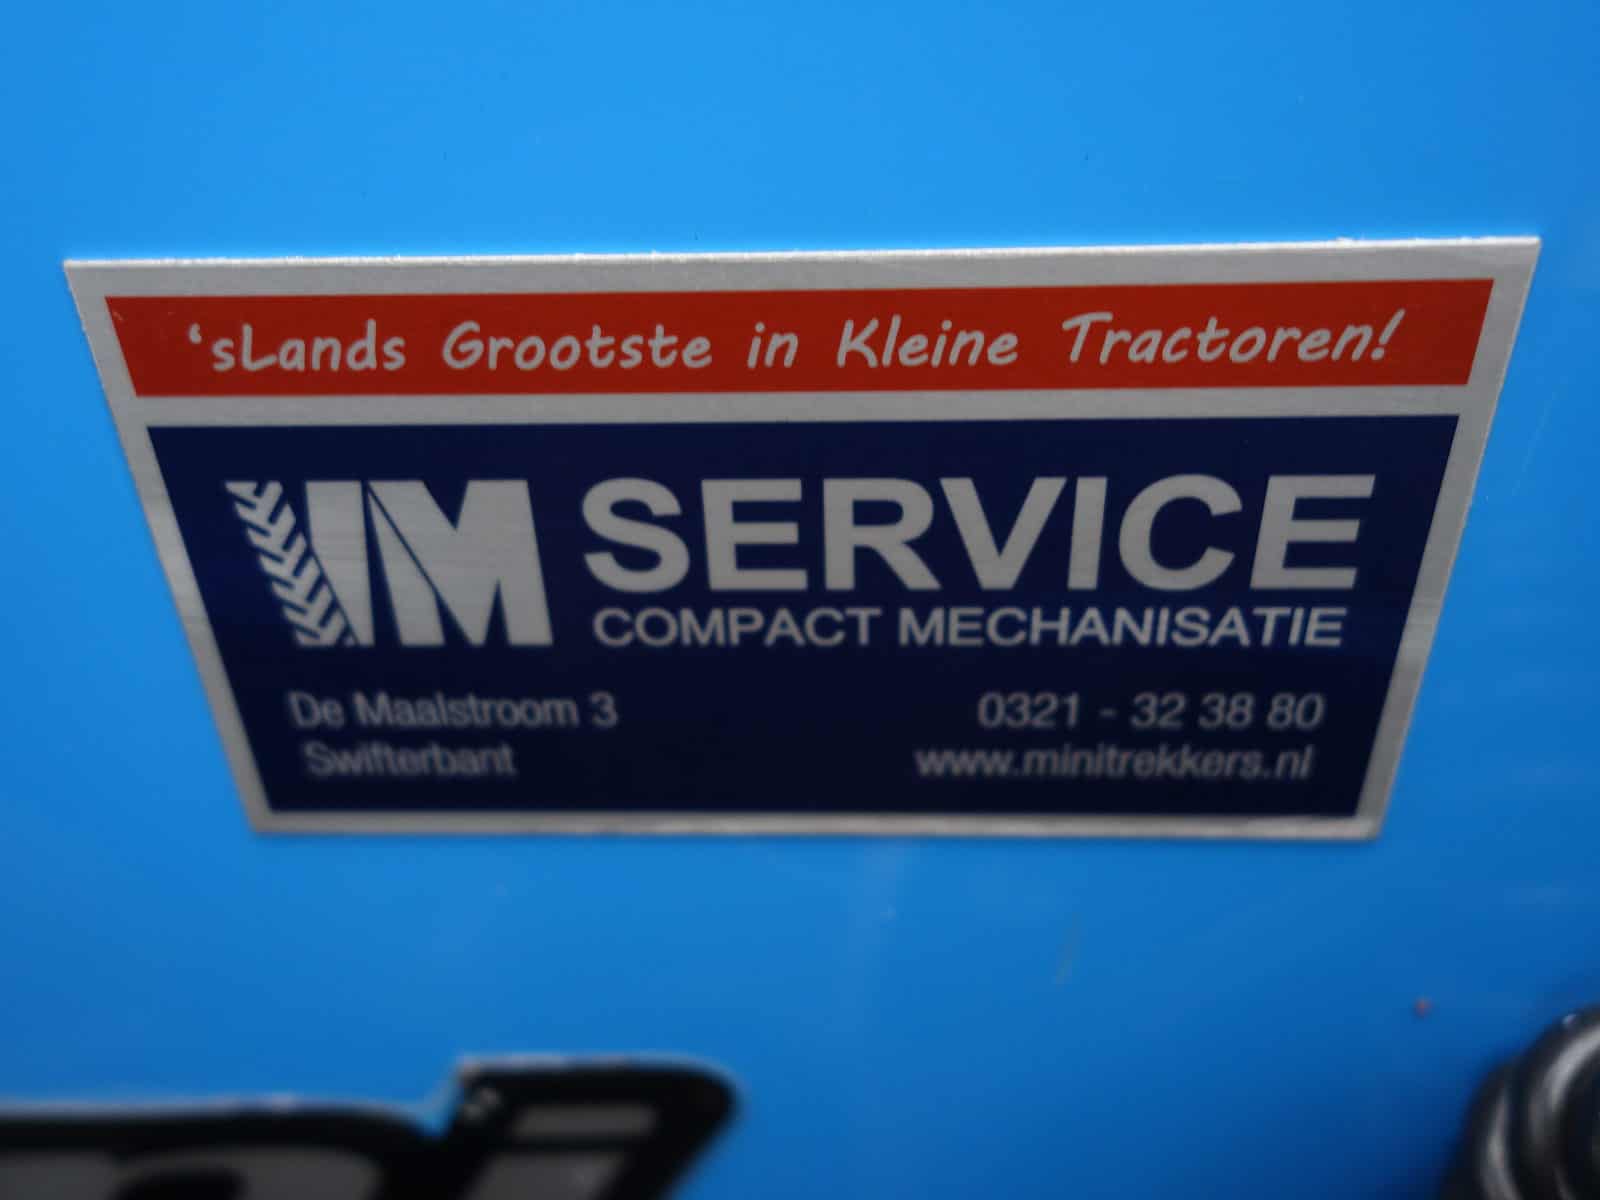 ‘sLands Grootste in Kleine Tractoren!
IM SERVICE
COMPACT MECHANISATIE
De Maalstroom 3
0321 - 32 38 80
Swifterbant
www.minitrekkers.nl